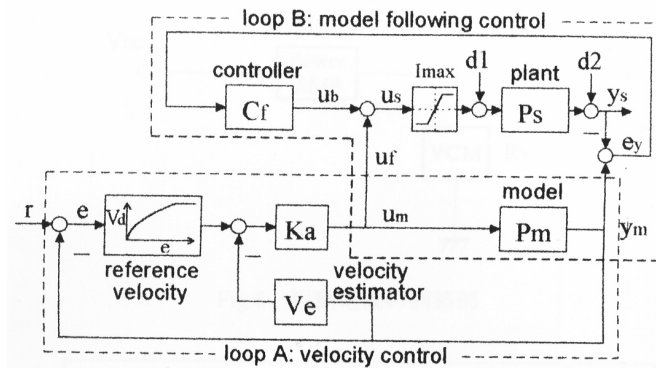 loop B: model following control
d1
d2
controller
Imax
plant
Cf
ub
us
Ps
ys
ey
uf
model
r
e
Vd
e
Ka
um
Pm
ym
reference
velocity
velocity
estimator
Ve
loop A: velocity control